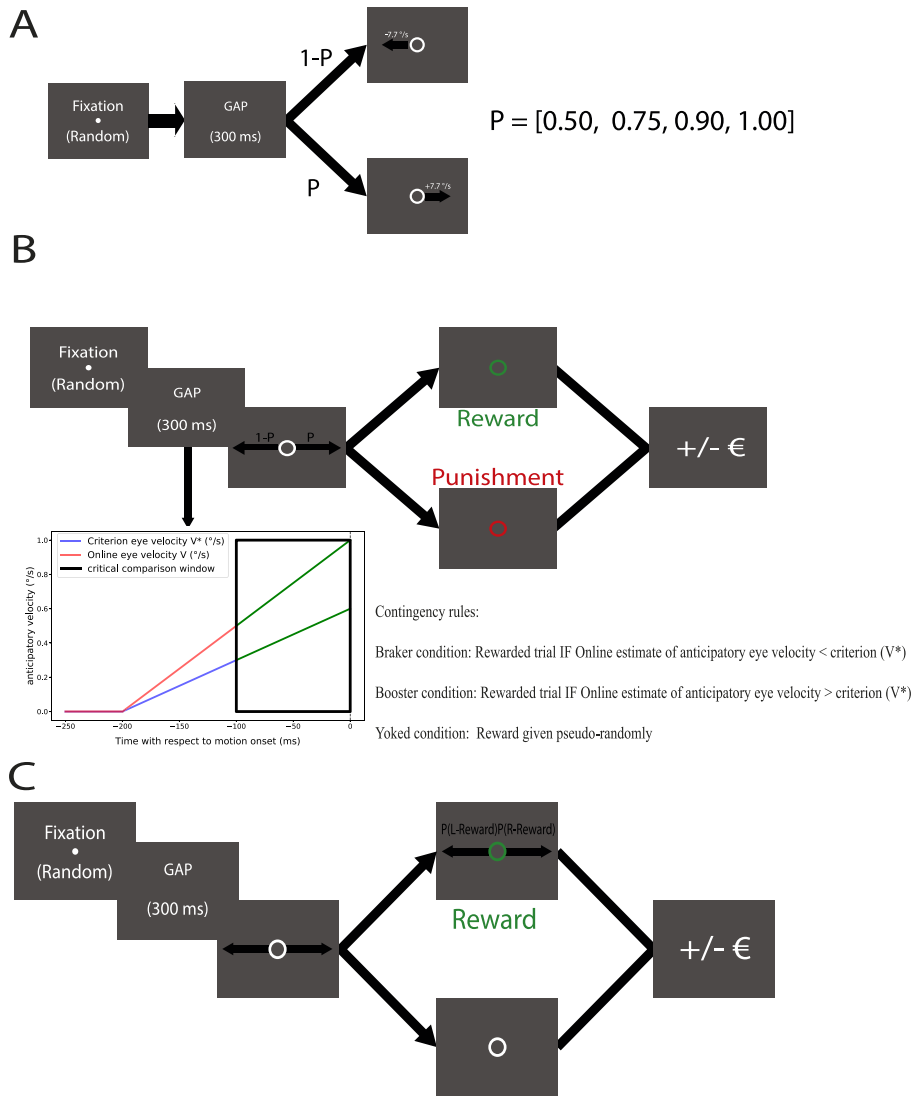 A
Fixation
(Random)
GAP
(300 ms)
1-P
-7.7 °/s
P
+7.7 °/s
P = [0.50, 0.75, 0.90, 1.00]
B
Fixation
(Random)
GAP
(300 ms)
1-P P
Reward
Punishment
+/- €
Criterion eye velocity V* (°/s)
Online eye velocity V (°/s)
critical comparison window
anticipatory velocity (°/s)
1.0
0.8
0.6
0.4
0.2
0.0
−250 −200 −150 −100 −50 0
Time with respect to motion onset (ms)
Contingency rules:
Braker condition: Rewarded trial IF Online estimate of anticipatory eye velocity < criterion (V*)
Booster condition: Rewarded trial IF Online estimate of anticipatory eye velocity > criterion (V*)
Yoked condition: Reward given pseudo-randomly
C
Fixation
(Random)
GAP
(300 ms)
P(L-Reward)P(R-Reward)
Reward
+/- €